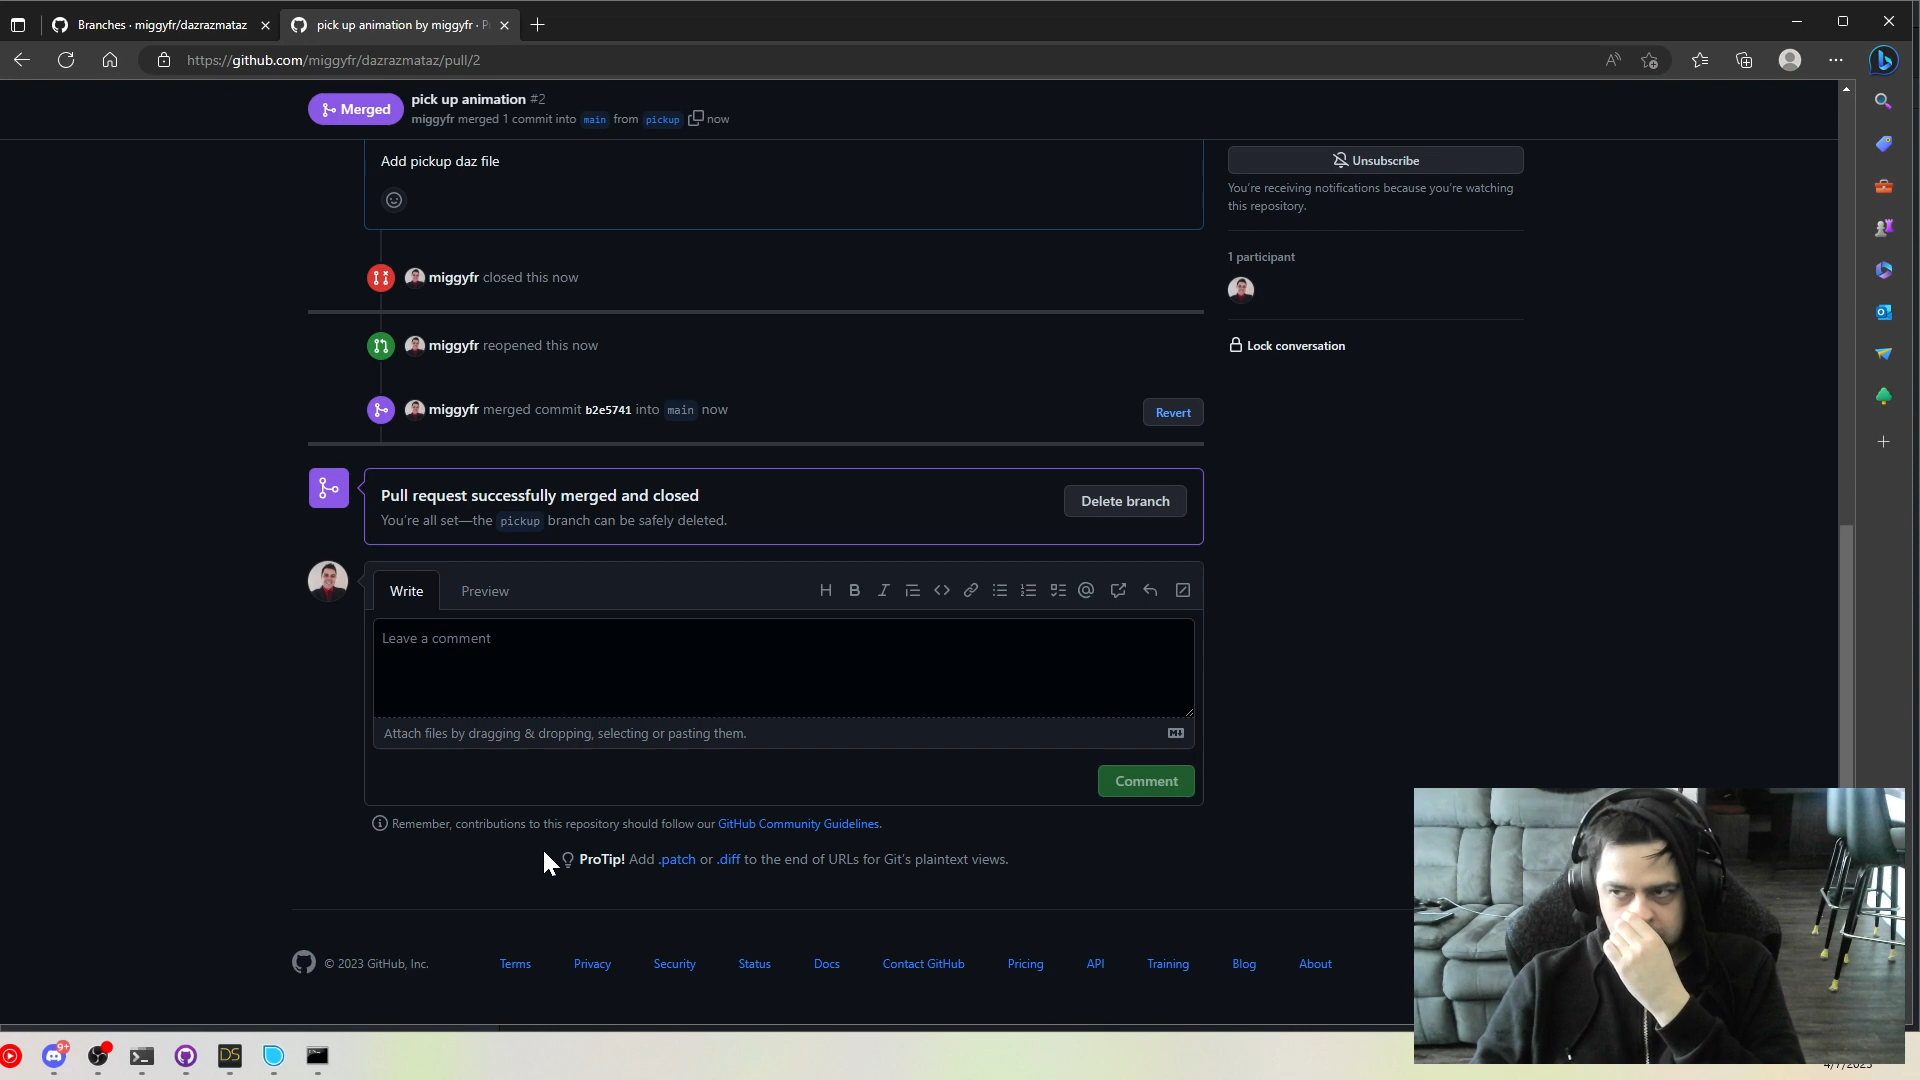 Branches · miggyfr/dazrazmataz
pick up animation by miggyfr · P
https://github.com/miggyfr/dazrazmataz/pull/2
Merged
pick up animation #2
miggyfr merged 1 commit into main from pickup now
Add pickup daz file
Unsubscribe
You're receiving notifications because you're watching
this repository.
miggyfr closed this now
1 participant
miggyfr reopened this now
Lock conversation
miggyfr merged commit b2e5741 into main now
Revert
Pull request successfully merged and closed
You're all set—the pickup branch can be safely deleted.
Delete branch
Write
Preview
Leave a comment
Attach files by dragging & dropping, selecting or pasting them.
Comment
Remember, contributions to this repository should follow our GitHub Community Guidelines.
ProTip! Add .patch or .diff to the end of URLs for Git's plaintext views.
© 2023 GitHub, Inc.
Terms
Privacy
Security
Status
Docs
Contact GitHub
Pricing
API
Training
Blog
About
9+
DS